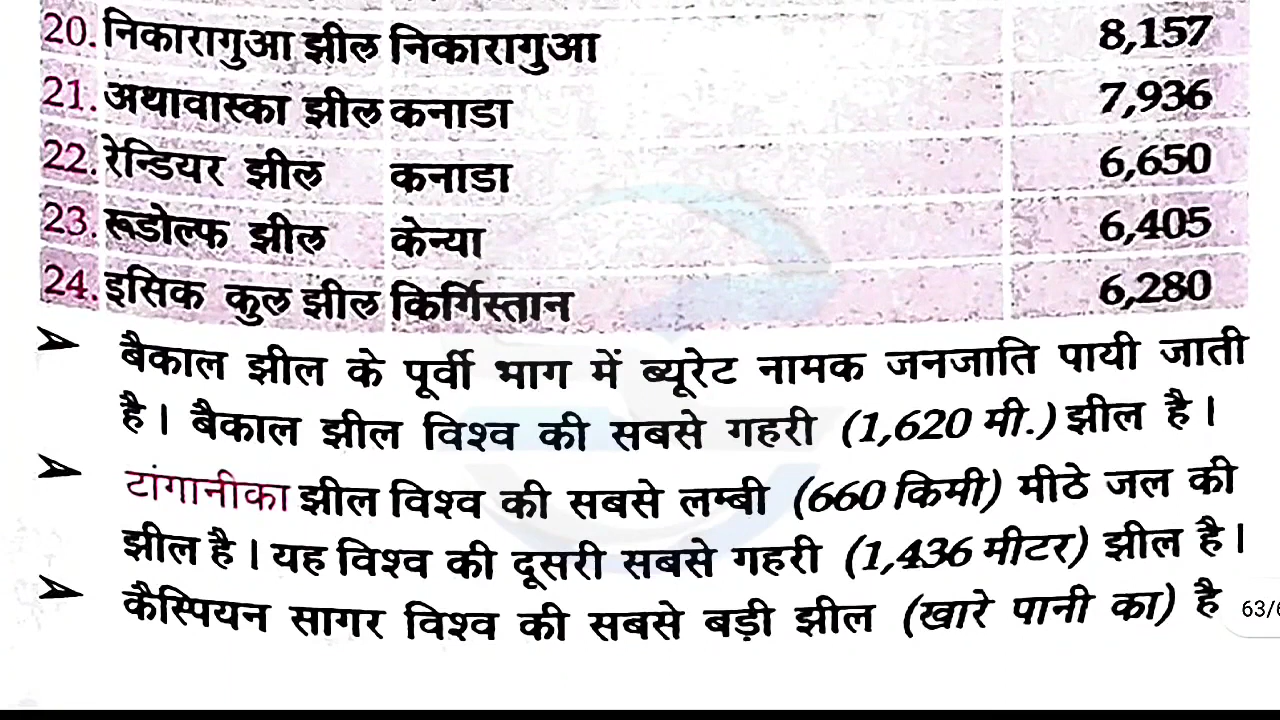 20. निकारागुआ झील निकारागुआ 8,157
21. अथावास्का झील कनाडा 7,936
22. रेन्डियर झील कनाडा 6,650
23. रूडोल्फ झील केन्या 6,405
24. इसिक कुल झील किर्गिस्तान 6,280
➢ बैकाल झील के पूर्वी भाग में ब्यूरेट नामक जनजाति पायी जाती
है। बैकाल झील विश्व की सबसे गहरी (1,620 मी.) झील है।
➢ टांगानीका झील विश्व की सबसे लम्बी (660 किमी) मीठे जल की
झील है। यह विश्व की दूसरी सबसे गहरी (1,436 मीटर) झील है।
➢ कैस्पियन सागर विश्व की सबसे बड़ी झील (खारे पानी का) है